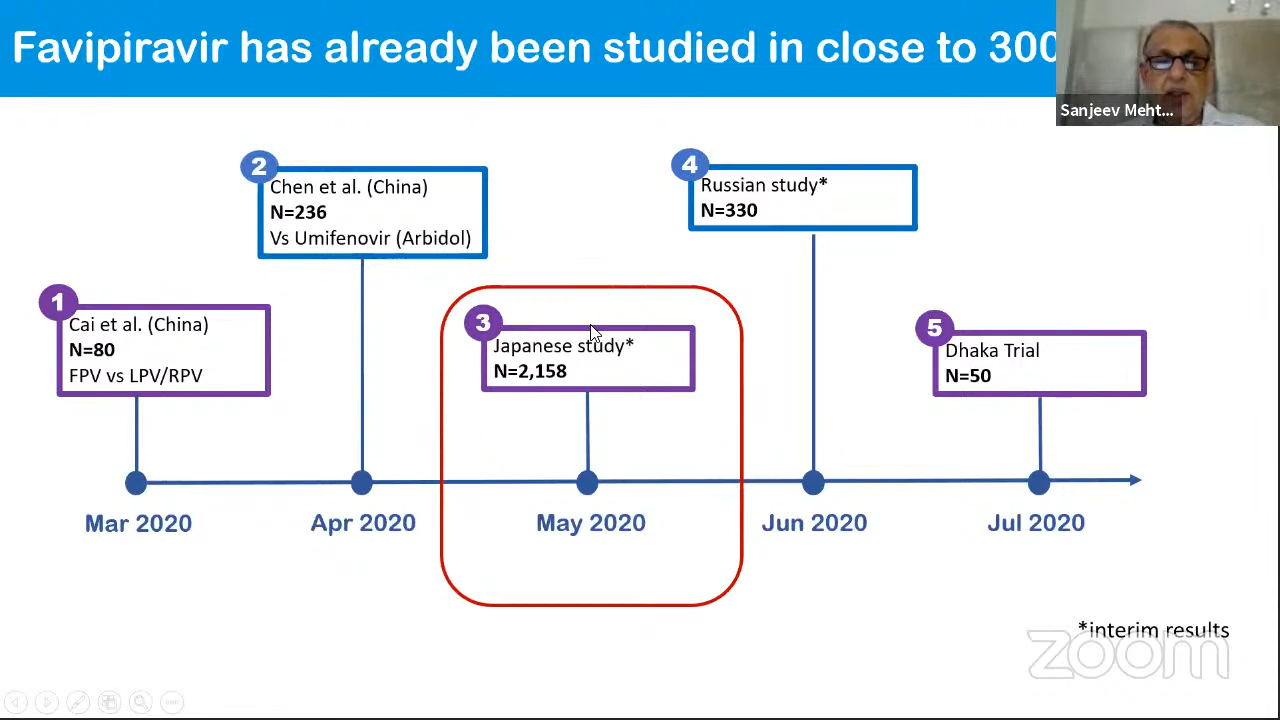 Favipiravir has already been studied in close to 300
Sanjeev Meht...
2
Chen et al. (China)
N=236
Vs Umifenovir (Arbidol)
4
Russian study*
N=330
1
Cai et al. (China)
N=80
FPV vs LPV/RPV
3
Japanese study*
N=2,158
5
Dhaka Trial
N=50
Mar 2020
Apr 2020
May 2020
Jun 2020
Jul 2020
*interim results
zoom